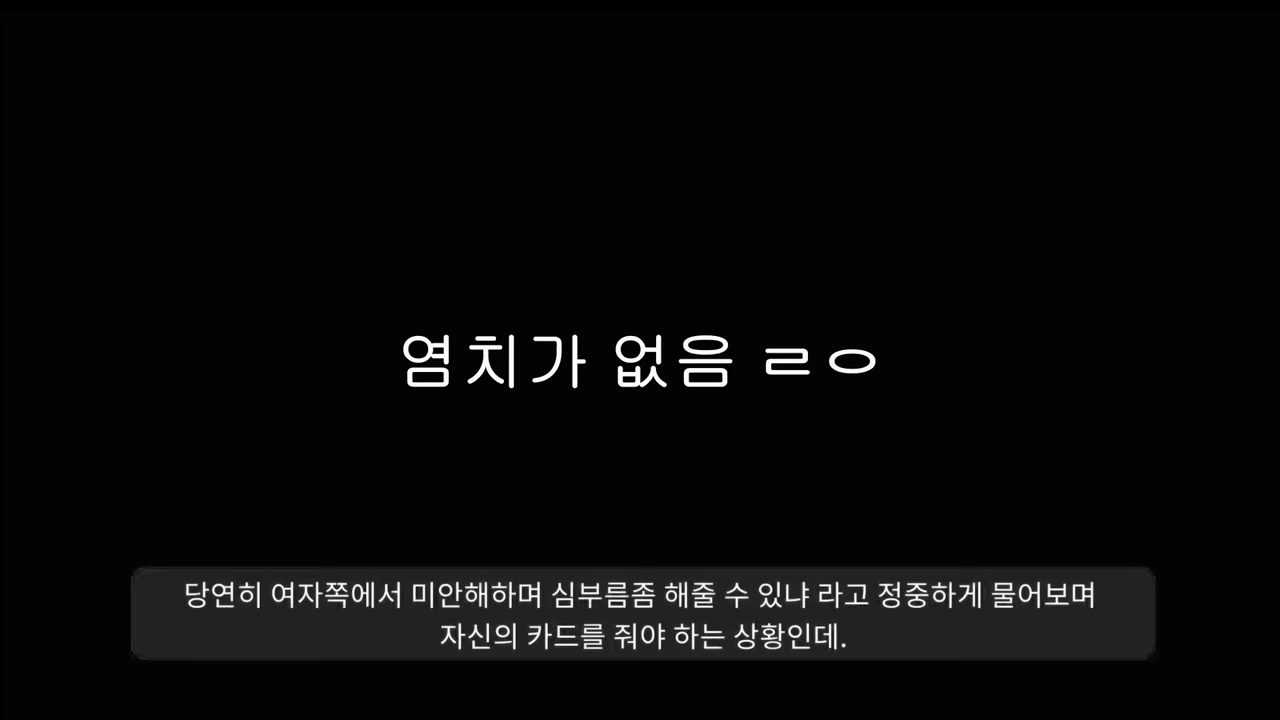 염치가 없음 ㄹㅇ
당연히 여자쪽에서 미안해하며 심부름좀 해줄 수 있냐 라고 정중하게 물어보며
자신의 카드를 줘야 하는 상황인데.